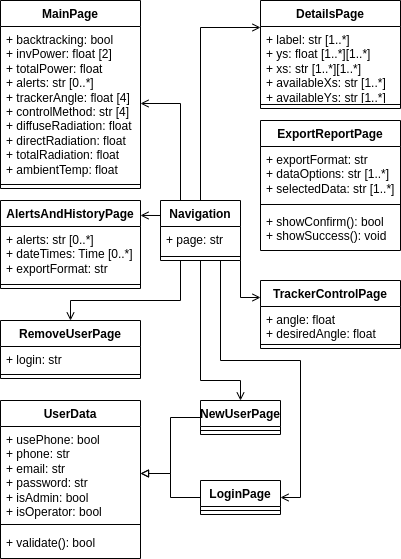 MainPage
+ backtracking: bool
+ invPower: float [2]
+ totalPower: float
+ alerts: str [0..*]
+ trackerAngle: float [4]
+ controlMethod: str [4]
+ diffuseRadiation: float
+ directRadiation: float
+ totalRadiation: float
+ ambientTemp: float
DetailsPage
+ label: str [1..*]
+ ys: float [1..*][1..*]
+ xs: str [1..*][1..*]
+ availableXs: str [1..*]
+ availableYs: str [1..*]
ExportReportPage
+ exportFormat: str
+ dataOptions: str [1..*]
+ selectedData: str [1..*]
+ showConfirm(): bool
+ showSuccess(): void
AlertsAndHistoryPage
+ alerts: str [0..*]
+ dateTimes: Time [0..*]
+ exportFormat: str
Navigation
+ page: str
TrackerControlPage
+ angle: float
+ desiredAngle: float
RemoveUserPage
+ login: str
UserData
+ usePhone: bool
+ phone: str
+ email: str
+ password: str
+ isAdmin: bool
+ isOperator: bool
+ validate(): bool
NewUserPage
LoginPage